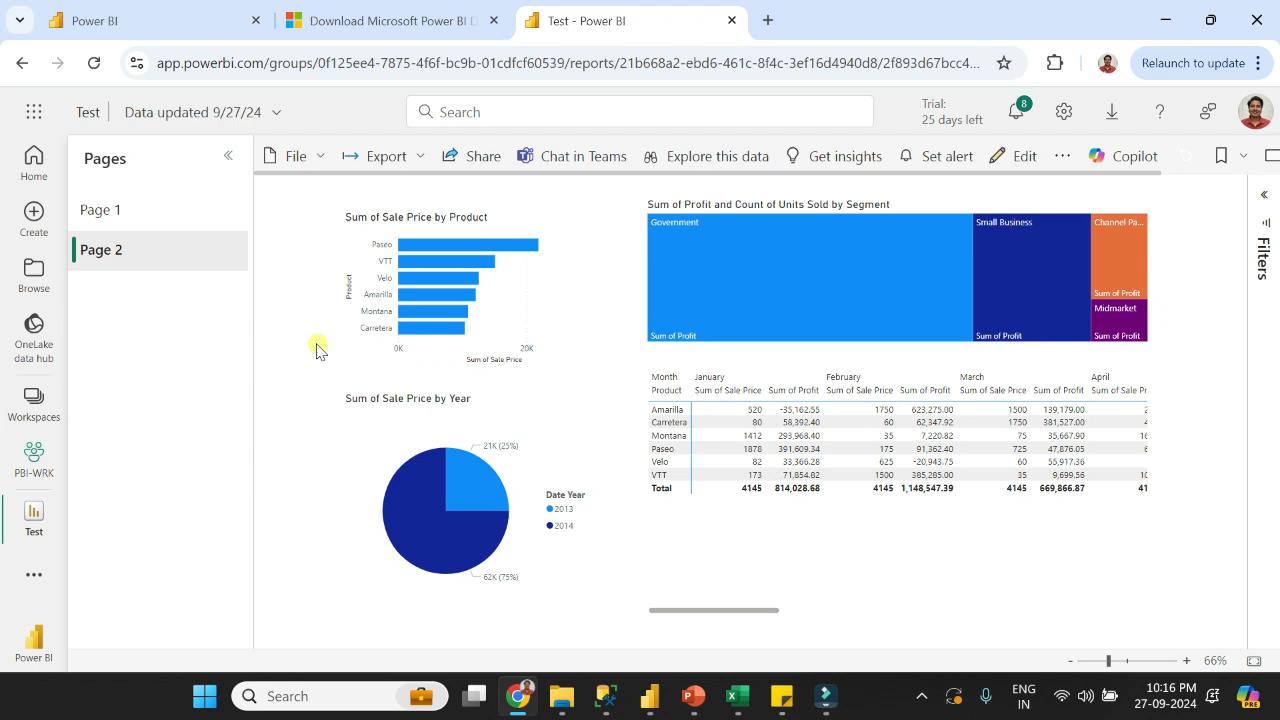 Power BI
Download Microsoft Power BI D
Test - Power BI
app.powerbi.com/groups/0f125ee4-7875-4f6f-bc9b-01cdfcf60539/reports/21b668a2-ebd6-461c-8f4c-3ef16d4940d8/2f893d67bcc4...
Relaunch to update
Test
Data updated 9/27/24
Search
Trial:
25 days left
8
Home
Create
Browse
OneLake
data hub
Workspaces
PBI-WRK
Test
Power BI
Pages
Page 1
Page 2
File
Export
Share
Chat in Teams
Explore this data
Get insights
Set alert
Edit
Copilot
Filters
Sum of Sale Price by Product
Product
Paseo
VTT
Velo
Amarilla
Montana
Carretera
0K 20K
Sum of Sale Price
Sum of Profit and Count of Units Sold by Segment
Government
Sum of Profit
Small Business
Sum of Profit
Channel Pa...
Sum of Profit
Midmarket
Sum of Profit
Sum of Sale Price by Year
21K (25%)
62K (75%)
Date Year
2013
2014
Month January February March April
Product Sum of Sale Price Sum of Profit Sum of Sale Price Sum of Profit Sum of Sale Price Sum of Profit Sum of Sale Pr
Amarilla 520 -35,162.55 1750 623,275.00 1500 139,179.00
Carretera 80 58,392.40 60 62,347.92 1750 381,527.00
Montana 1412 293,968.40 35 7,220.82 75 35,667.90 16
Paseo 1878 391,609.34 175 91,362.40 725 47,876.05
Velo 82 33,366.28 625 -20,943.75 60 55,917.36
VTT 173 71,854.82 1500 385,285.00 35 9,699.56 10
Total 4145 814,028.68 4145 1,148,547.39 4145 669,866.87 41
66%
Search
ENG
IN
10:16 PM
27-09-2024
PRE